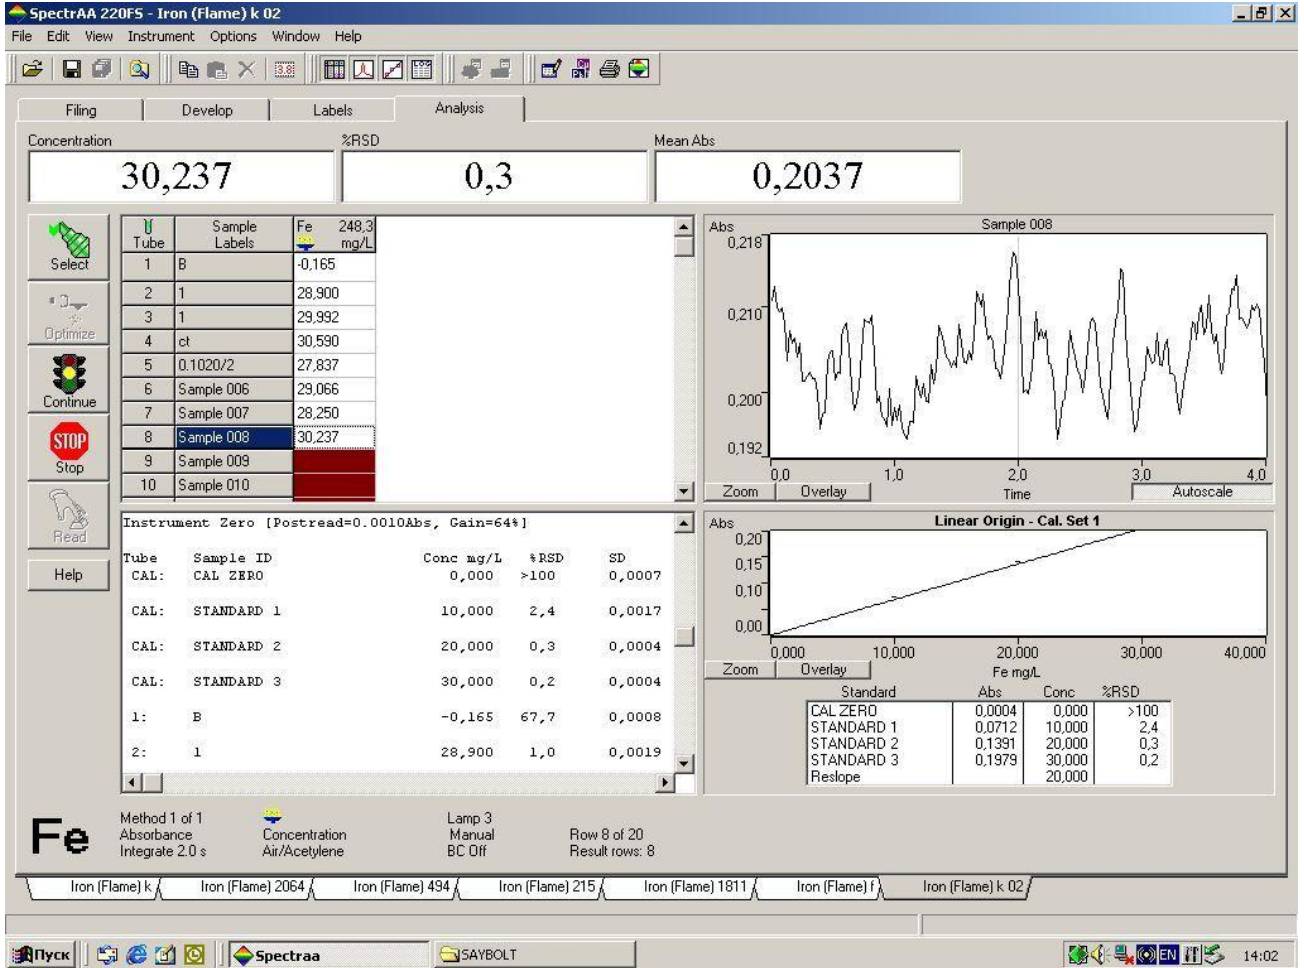 SpectrAA 220FS - Iron (Flame) k 02
File Edit View Instrument Options Window Help
Filing Develop Labels Analysis
Concentration %RSD Mean Abs
30,237 0,3 0,2037
Select
Optimize
Continue
STOP
Stop
Read
Help
Tube Sample Labels Fe 248,3 mg/L
1 B -0,165
2 1 28,900
3 1 29,992
4 ct 30,590
5 0.1020/2 27,837
6 Sample 006 29,066
7 Sample 007 28,250
8 Sample 008 30,237
9 Sample 009
10 Sample 010
Abs Sample 008
0,218
0,210
0,200
0,192
0,0 1,0 2,0 3,0 4,0
Zoom Overlay Time Autoscale
Instrument Zero [Postread=0.0010Abs, Gain=64%]
Tube Sample ID Conc mg/L %RSD SD
CAL: CAL ZERO 0,000 >100 0,0007
CAL: STANDARD 1 10,000 2,4 0,0017
CAL: STANDARD 2 20,000 0,3 0,0004
CAL: STANDARD 3 30,000 0,2 0,0004
1: B -0,165 67,7 0,0008
2: 1 28,900 1,0 0,0019
Abs Linear Origin - Cal. Set 1
0,20
0,15
0,10
0,00
0,000 10,000 20,000 30,000 40,000
Zoom Overlay Fe mg/L
Standard Abs Conc %RSD
CAL ZERO 0,0004 0,000 >100
STANDARD 1 0,0712 10,000 2,4
STANDARD 2 0,1391 20,000 0,3
STANDARD 3 0,1979 30,000 0,2
Reslope 20,000
Fe
Method 1 of 1 Lamp 3
Absorbance Concentration Manual Row 8 of 20
Integrate 2.0 s Air/Acetylene BC Off Result rows: 8
Iron (Flame) k Iron (Flame) 2064 Iron (Flame) 494 Iron (Flame) 215 Iron (Flame) 1811 Iron (Flame) f Iron (Flame) k 02
Пуск Spectraa SAYBOLT EN 14:02